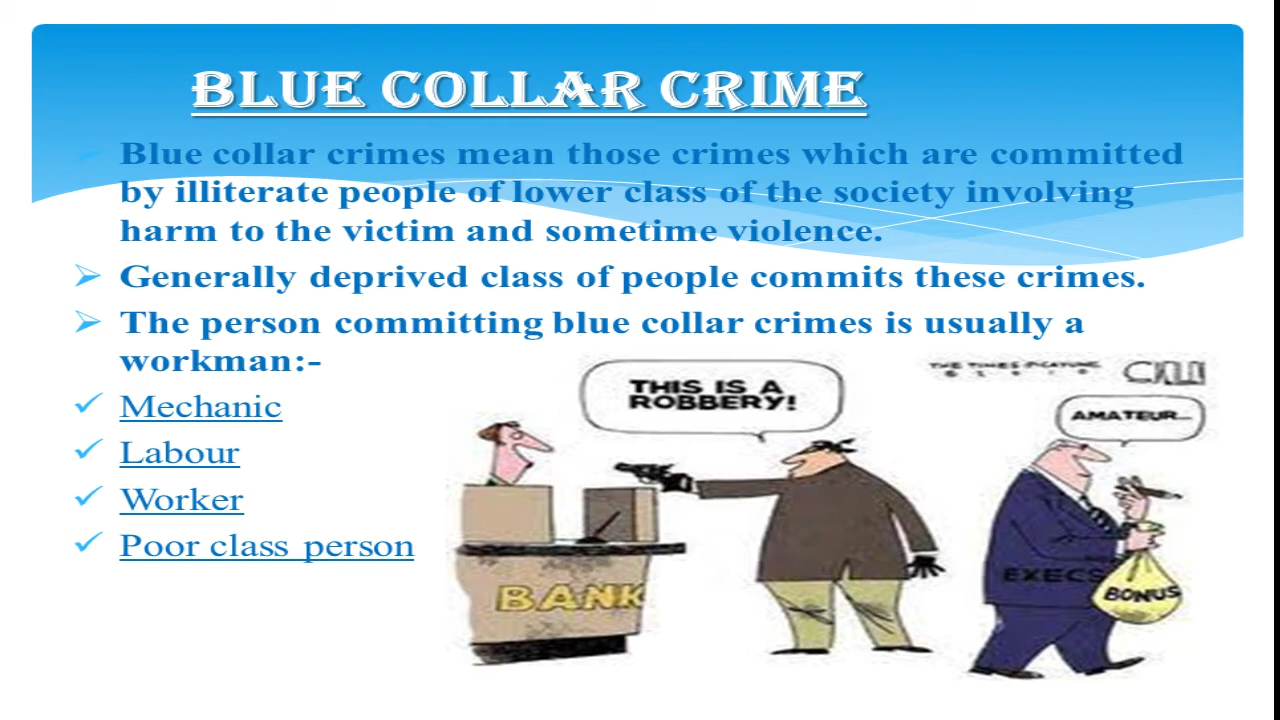 BLUE COLLAR CRIME
Blue collar crimes mean those crimes which are committed
by illiterate people of lower class of the society involving
harm to the victim and sometime violence.
Generally deprived class of people commits these crimes.
The person committing blue collar crimes is usually a
workman:-
Mechanic
Labour
Worker
Poor class person
THIS IS A
ROBBERY!
THE TIMES-PICAYUNE
AMATEUR...
EXECS
BONUS
BANK